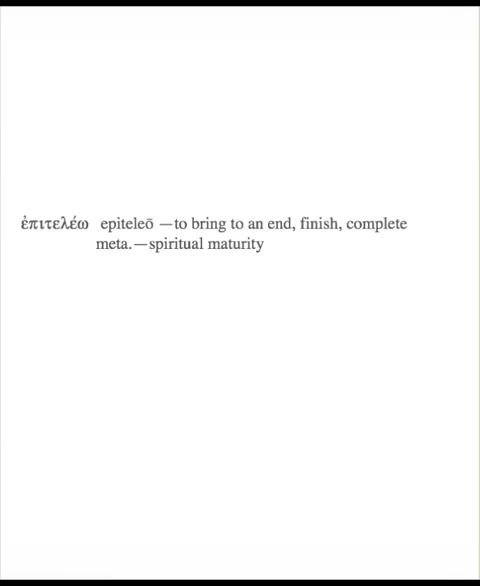 ἐπιτελέω epiteleō —to bring to an end, finish, complete
meta.—spiritual maturity